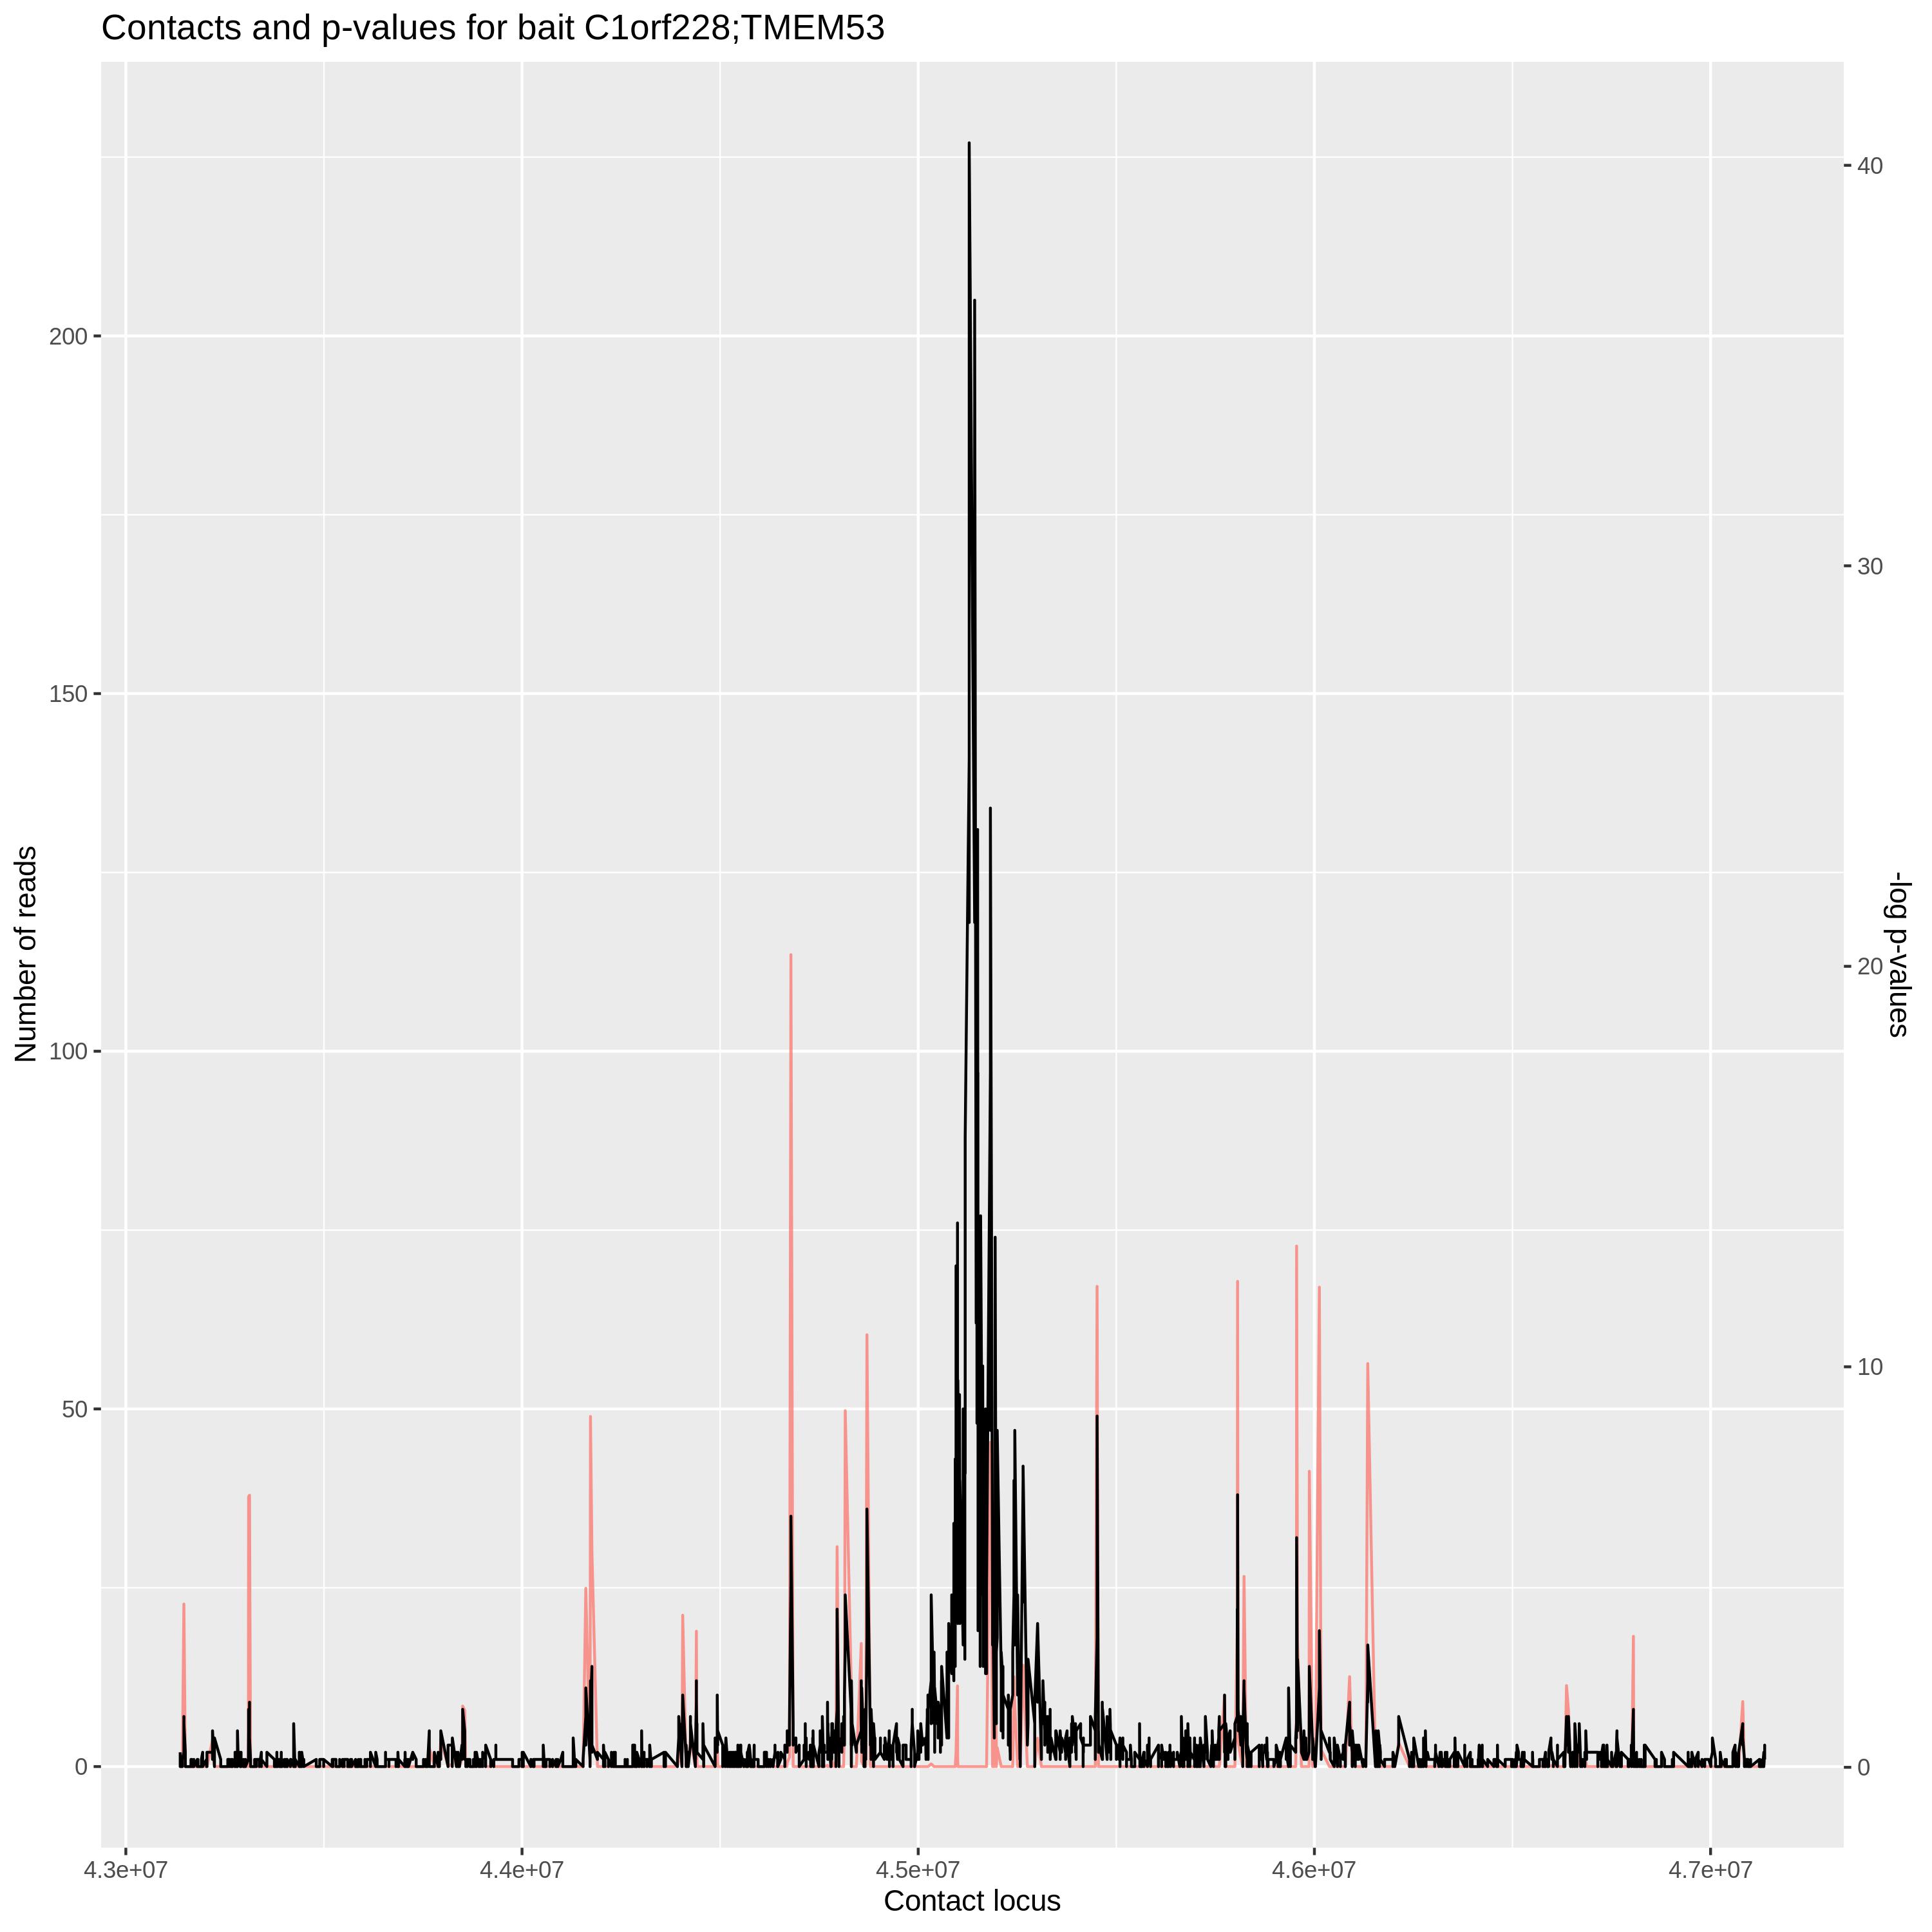 Contacts and p-values for bait C1orf228;TMEM53
Number of reads
200
150
100
50
0
40
30
20
10
0
-log p-values
4.3e+07
4.4e+07
4.5e+07
4.6e+07
4.7e+07
Contact locus